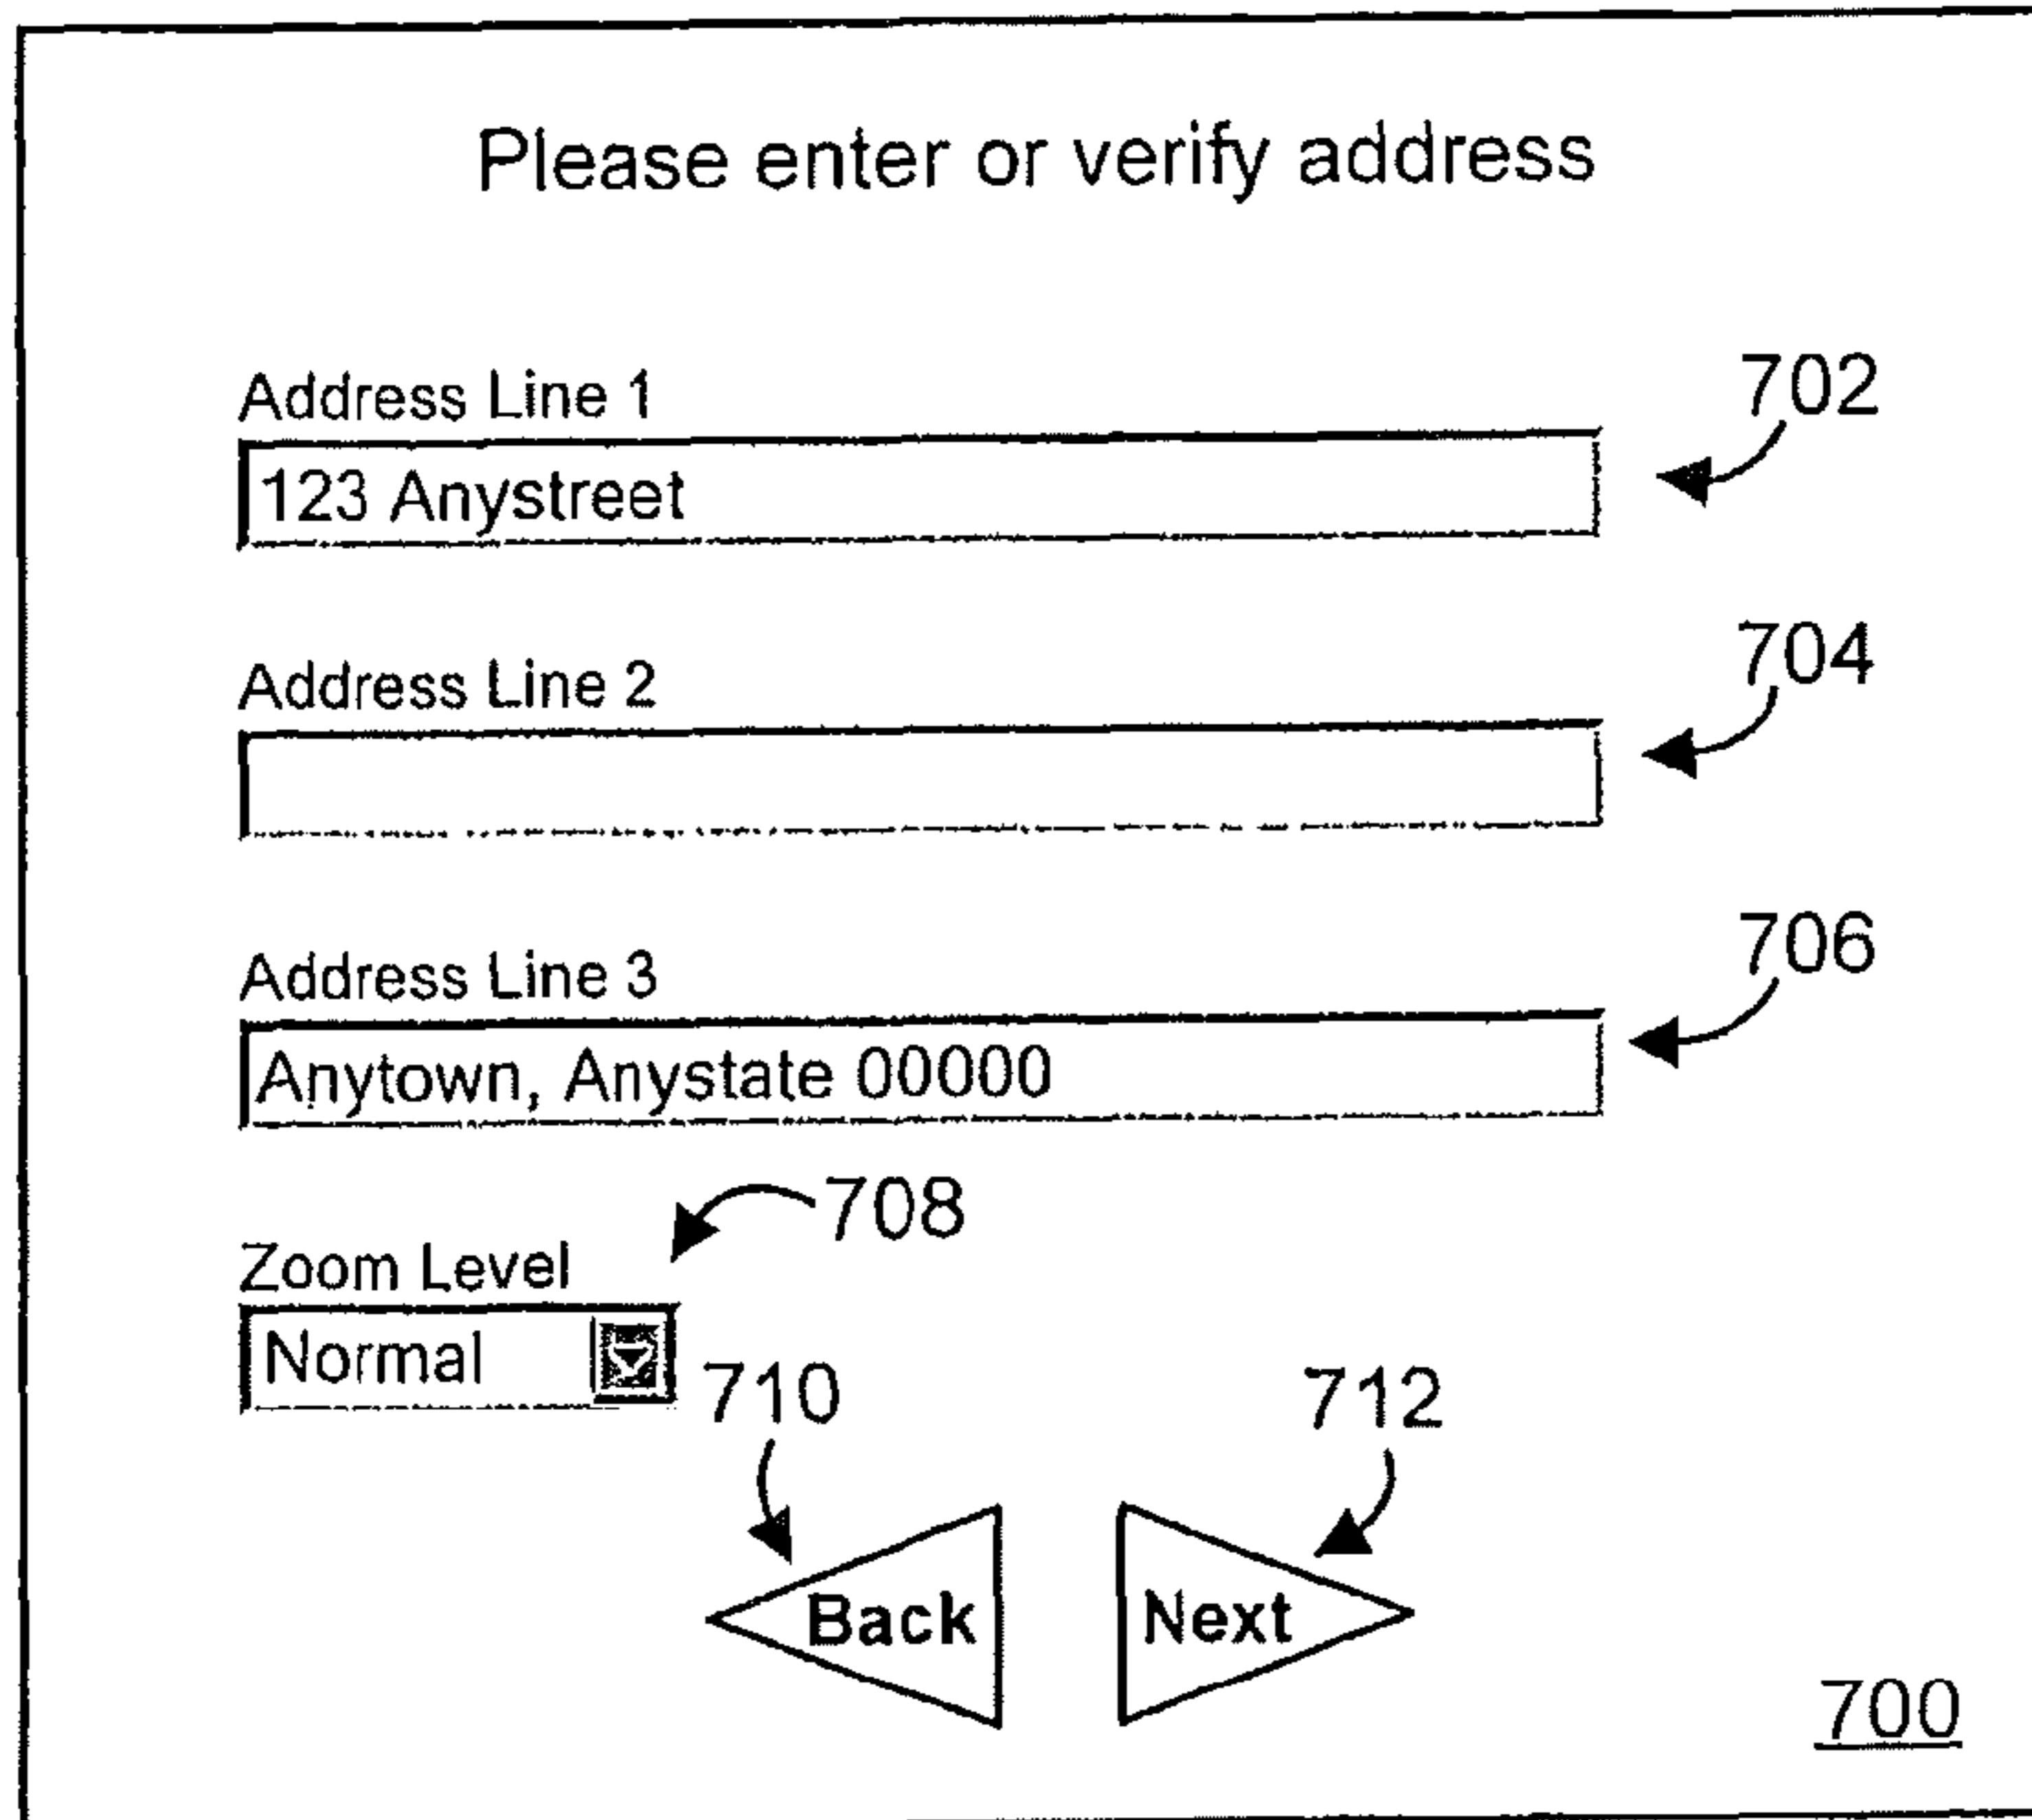 Please enter or verify address
702
Address Line 1
123 Anystreet
704
Address Line 2
706
Address Line 3
Anytown, Anystate 00000
708
Zoom Level
Normal
710
712
Back
Next
700